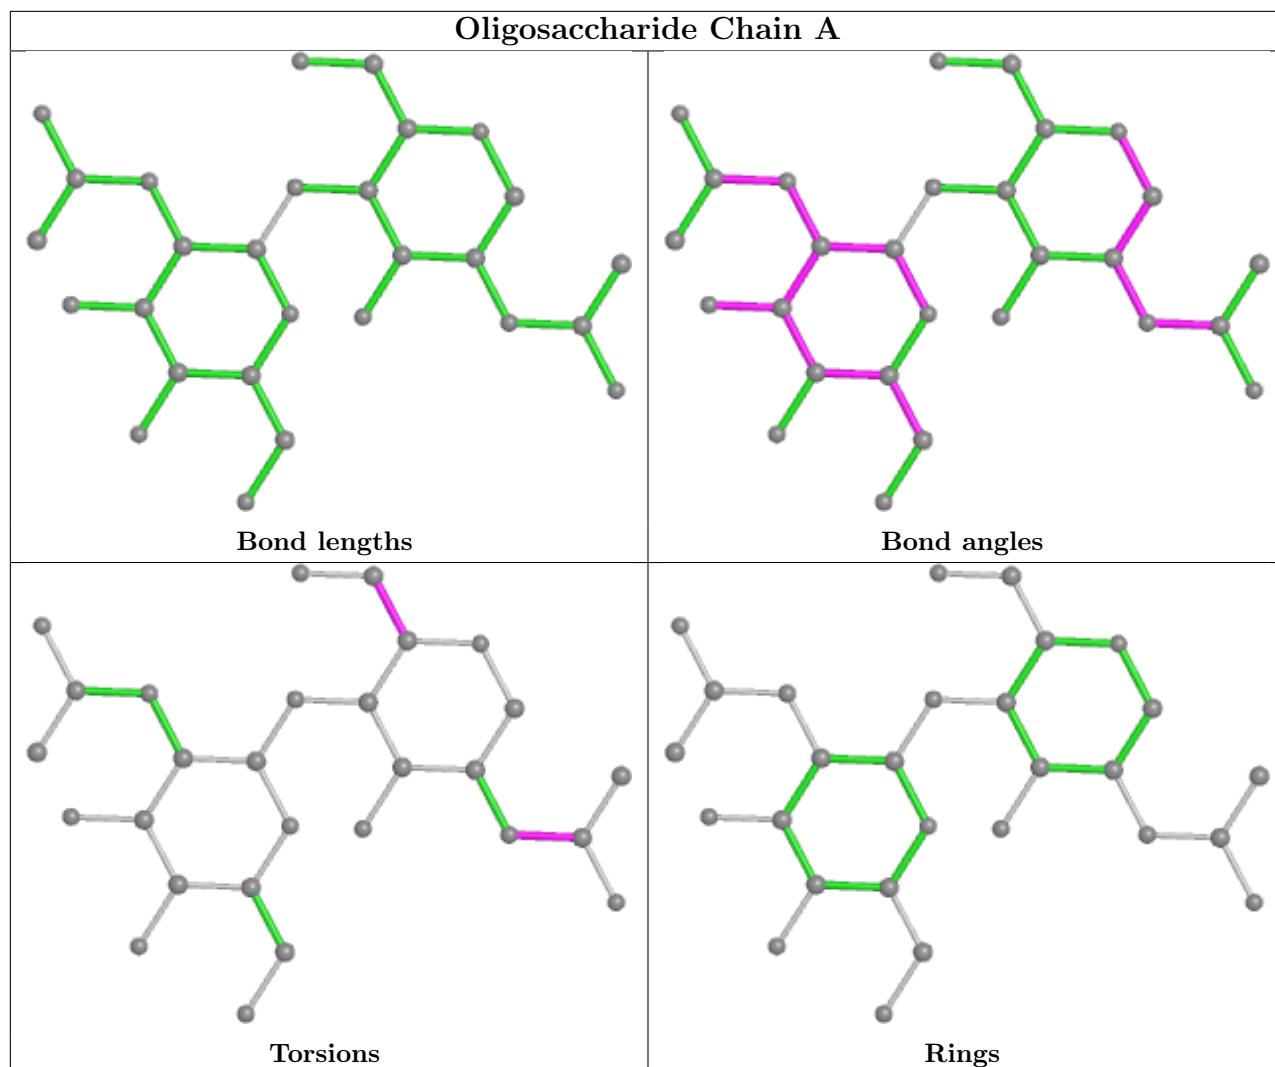 Oligosaccharide Chain A
Bond lengths
Bond angles
Torsions
Rings